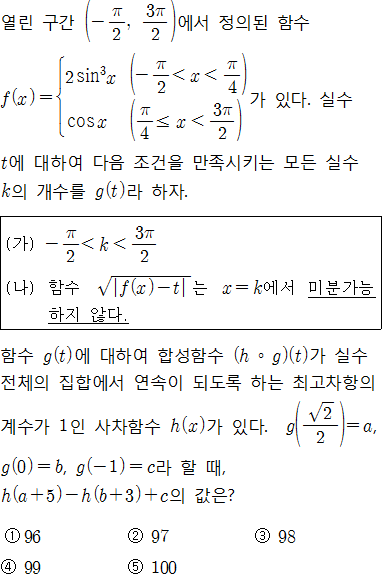 열린 구간 $\left(-\frac{\pi}{2}, \frac{3\pi}{2}\right)$에서 정의된 함수
$f(x)=\begin{cases} 2\sin^3 x & \left(-\frac{\pi}{2}<x<\frac{\pi}{4}\right) \\ \cos x & \left(\frac{\pi}{4}\le x<\frac{3\pi}{2}\right) \end{cases}$가 있다. 실수
$t$에 대하여 다음 조건을 만족시키는 모든 실수
$k$의 개수를 $g(t)$라 하자.
(가) $-\frac{\pi}{2}<k<\frac{3\pi}{2}$
(나) 함수 $\sqrt{|f(x)-t|}$는 $x=k$에서 미분가능
하지 않다.
함수 $g(t)$에 대하여 합성함수 $(h\circ g)(t)$가 실수
전체의 집합에서 연속이 되도록 하는 최고차항의
계수가 1인 사차함수 $h(x)$가 있다. $g\left(\frac{\sqrt{2}}{2}\right)=a$,
$g(0)=b$, $g(-1)=c$라 할 때,
$h(a+5)-h(b+3)+c$의 값은?
① 96 ② 97 ③ 98
④ 99 ⑤ 100